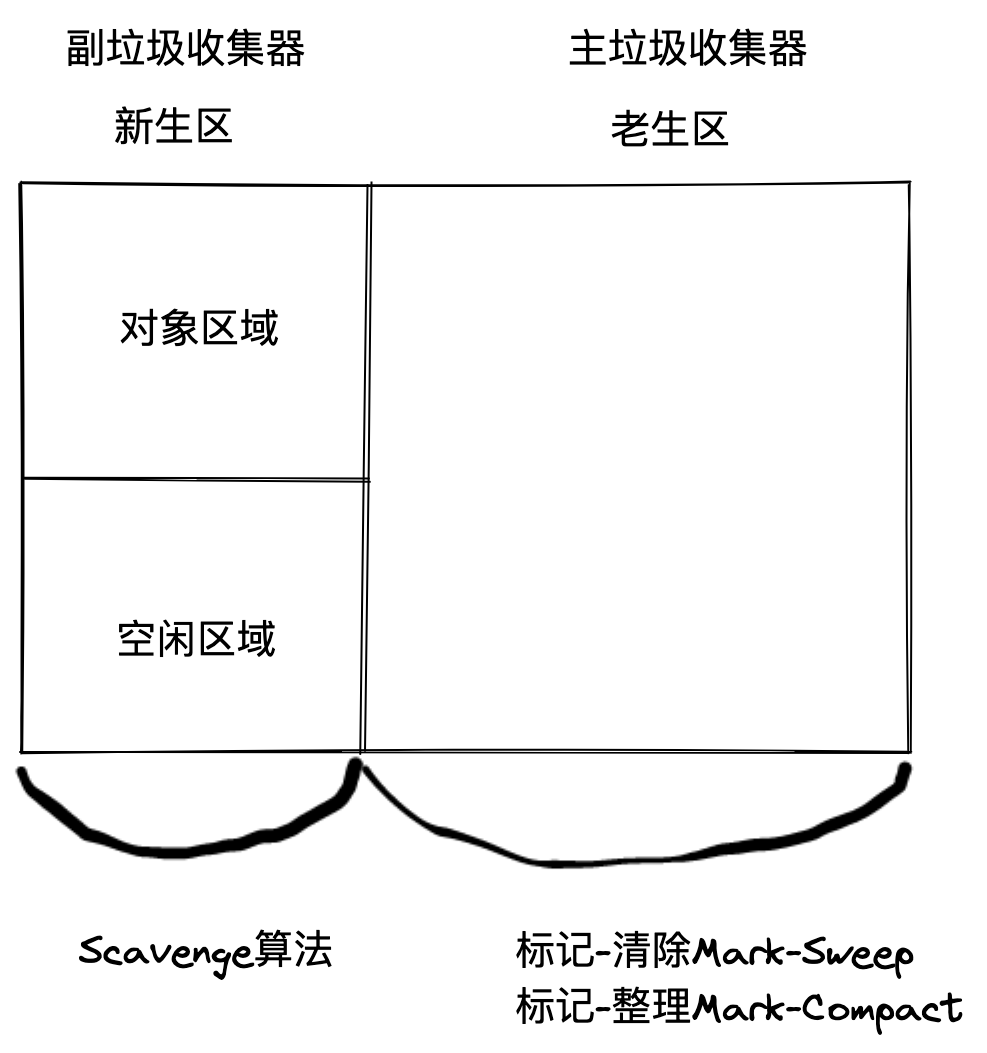 副垃圾收集器
主垃圾收集器
新生区
老生区
对象区域
空闲区域
Scavenge算法
标记-清除Mark-Sweep
标记-整理Mark-Compact